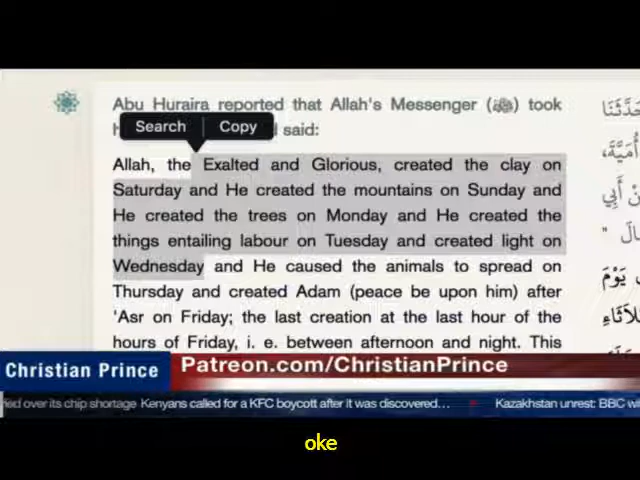 Abu Huraira reported that Allah's Messenger (ﷺ) took
Search Copy
said:
Allah, the Exalted and Glorious, created the clay on
Saturday and He created the mountains on Sunday and
He created the trees on Monday and He created the
things entailing labour on Tuesday and created light on
Wednesday and He caused the animals to spread on
Thursday and created Adam (peace be upon him) after
'Asr on Friday; the last creation at the last hour of the
hours of Friday, i. e. between afternoon and night. This
أُمَيَّةَ،
أَبِي
يَوْمَ
Christian Prince
Patreon.com/ChristianPrince
over its chip shortage Kenyans called for a KFC boycott after it was discovered... Kazakhstan unrest: BBC
oke